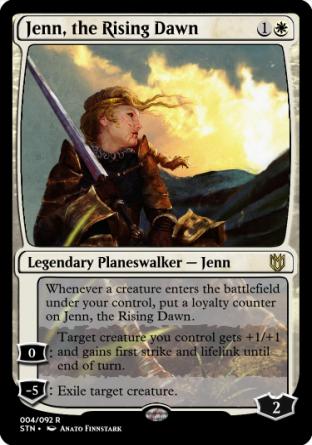 Jenn, the Rising Dawn 1
Legendary Planeswalker — Jenn
Whenever a creature enters the battlefield
under your control, put a loyalty counter
on Jenn, the Rising Dawn.
Target creature you control gets +1/+1
0 : and gains first strike and lifelink until
end of turn.
-5 : Exile target creature.
2
004/092 R
STN • Anato Finnstark